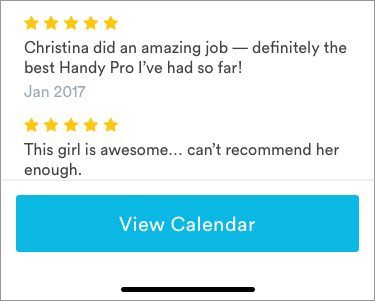 Christina did an amazing job — definitely the
best Handy Pro I’ve had so far!
Jan 2017
This girl is awesome… can’t recommend her
enough.
View Calendar